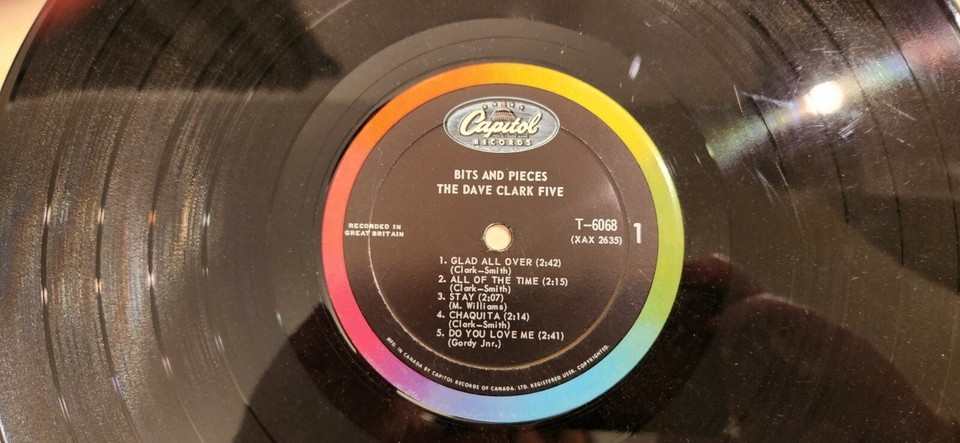 Capitol
RECORDS
BITS AND PIECES
THE DAVE CLARK FIVE
RECORDED IN
GREAT BRITAIN
T-6068
(XAX 2635)
1
1. GLAD ALL OVER (2:42)
(Clark-Smith)
2. ALL OF THE TIME (2:15)
(Clark-Smith)
3. STAY (2:07)
(M. Williams)
4. CHAQUITA (2:14)
(Clark-Smith)
5. DO YOU LOVE ME (2:41)
(Gordy Jnr.)
MFD. IN CANADA BY CAPITOL RECORDS OF CANADA, LTD. REGISTERED USER. COPYRIGHTED.